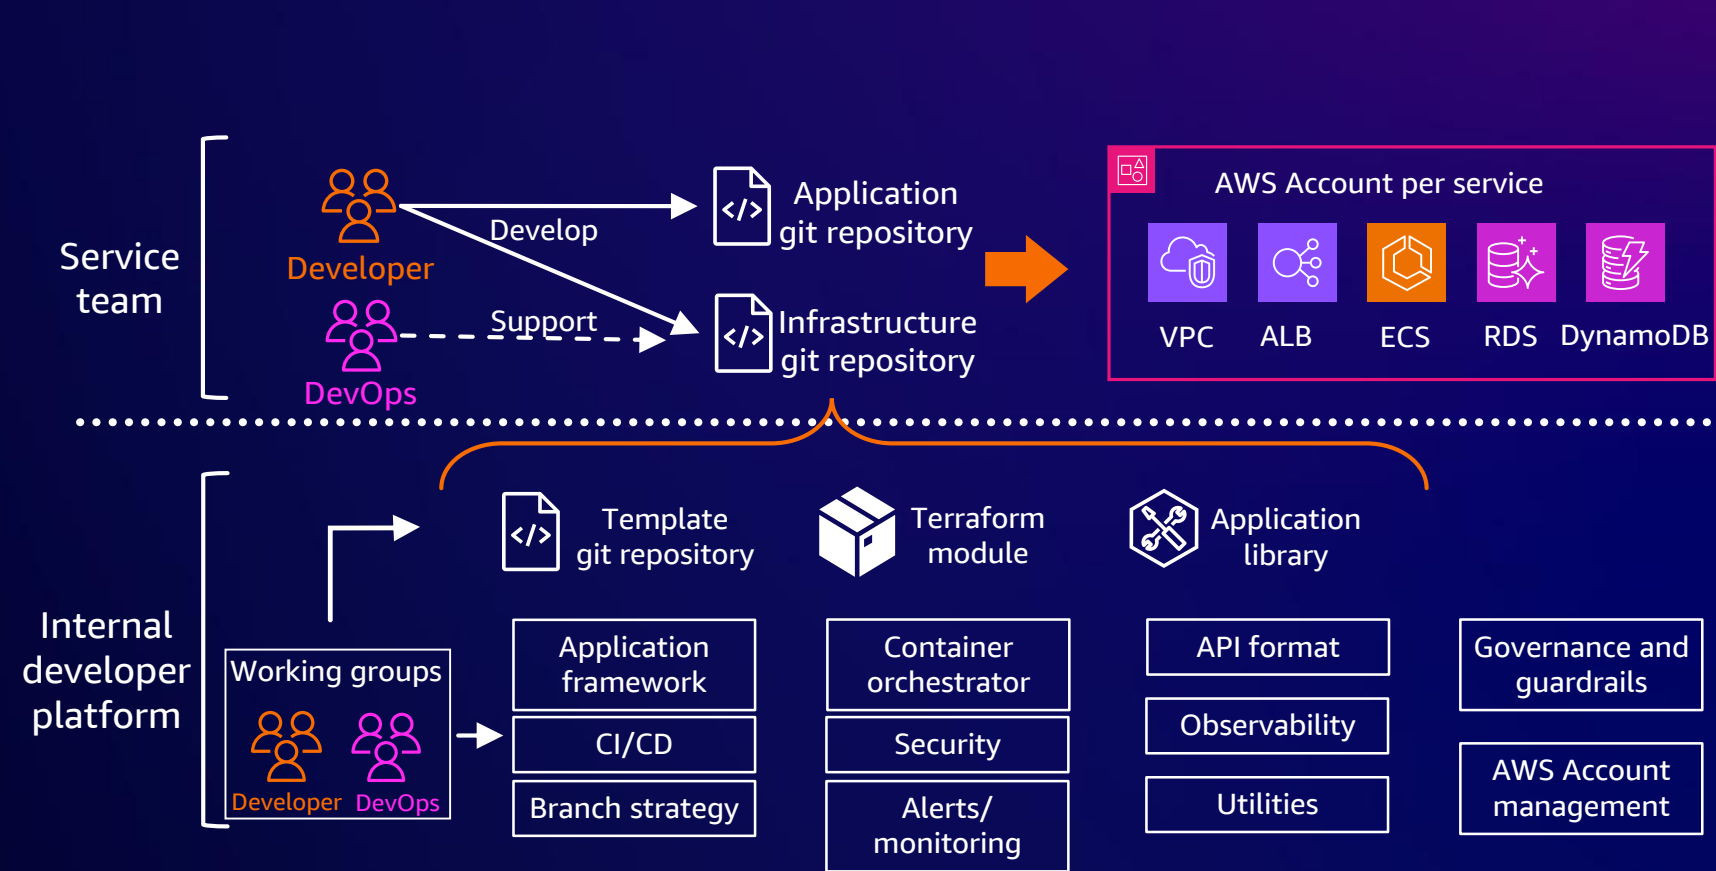 Service
team
Developer
DevOps
Develop
Support
Application
git repository
Infrastructure
git repository
AWS Account per service
VPC
ALB
ECS
RDS
DynamoDB
Internal
developer
platform
Working groups
Developer
DevOps
Template
git repository
Terraform
module
Application
library
Application
framework
CI/CD
Branch strategy
Container
orchestrator
Security
Alerts/
monitoring
API format
Observability
Utilities
Governance and
guardrails
AWS Account
management